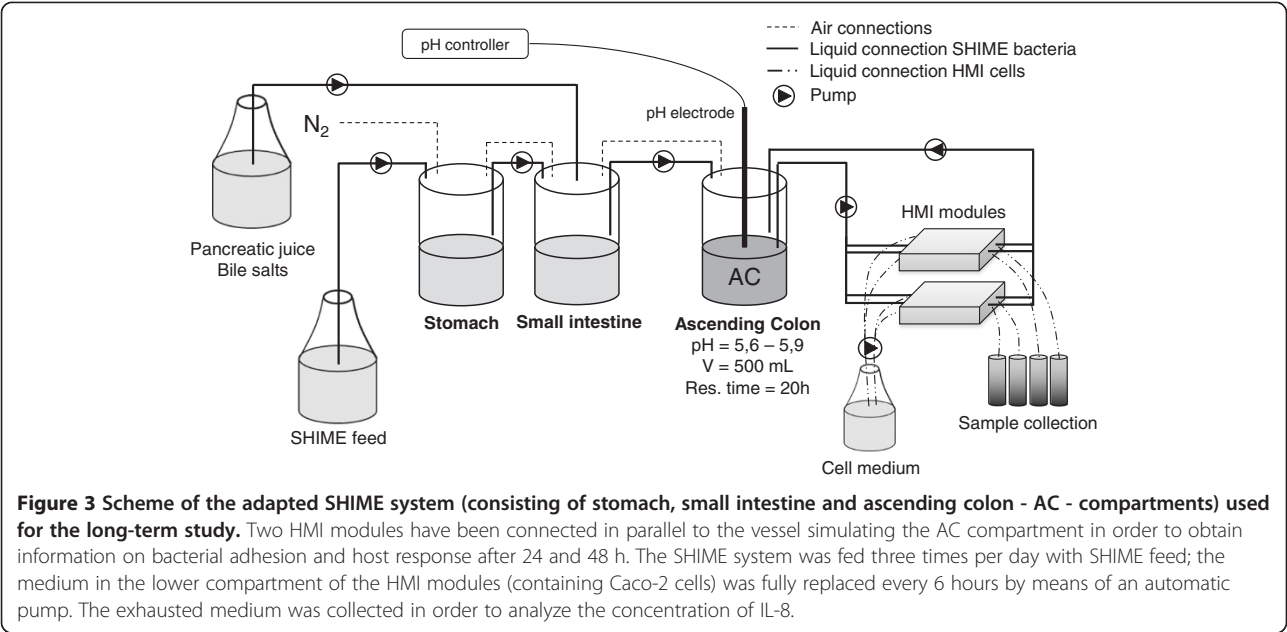 Air connections
Liquid connection SHIME bacteria
Liquid connection HMI cells
Pump
pH controller
pH electrode
N2
HMI modules
AC
Pancreatic juice
Bile salts
Stomach
Small intestine
Ascending Colon
pH = 5,6 – 5,9
V = 500 mL
Res. time = 20h
SHIME feed
Sample collection
Cell medium
Figure 3 Scheme of the adapted SHIME system (consisting of stomach, small intestine and ascending colon - AC - compartments) used
for the long-term study. Two HMI modules have been connected in parallel to the vessel simulating the AC compartment in order to obtain
information on bacterial adhesion and host response after 24 and 48 h. The SHIME system was fed three times per day with SHIME feed; the
medium in the lower compartment of the HMI modules (containing Caco-2 cells) was fully replaced every 6 hours by means of an automatic
pump. The exhausted medium was collected in order to analyze the concentration of IL-8.